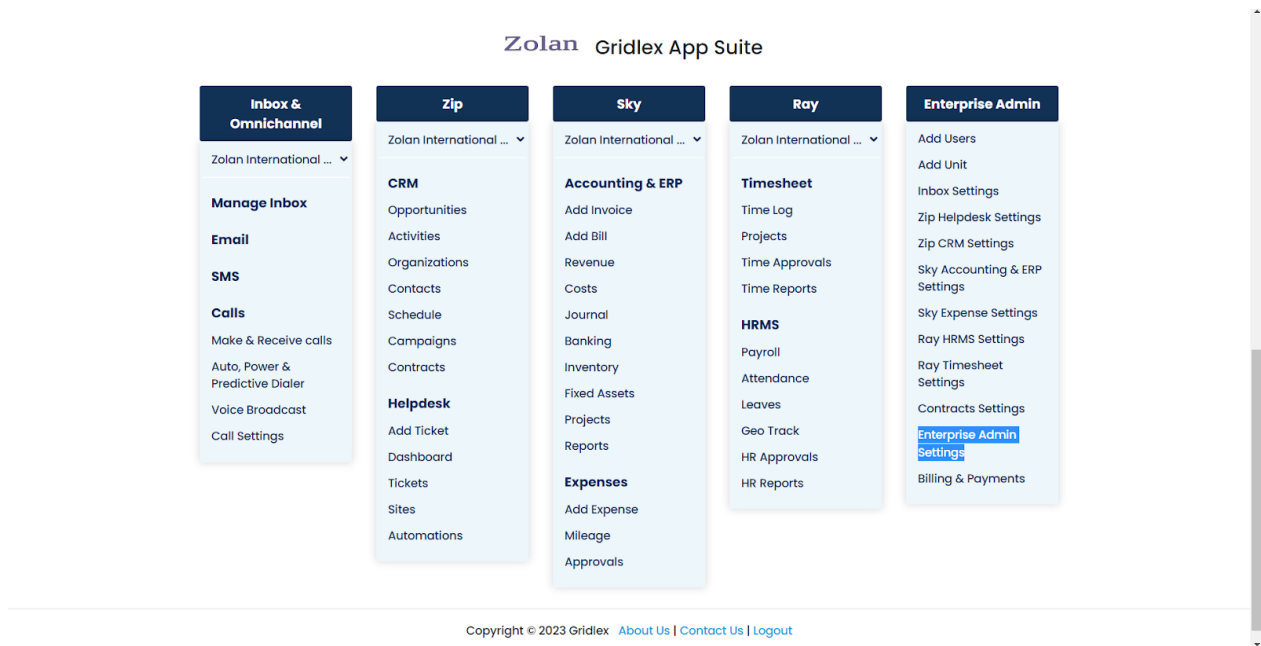 Zolan Gridlex App Suite
Inbox &
Omnichannel
Zolan International ...
Manage Inbox
Email
SMS
Calls
Make & Receive calls
Auto, Power &
Predictive Dialer
Voice Broadcast
Call Settings
Zip
Zolan International ...
CRM
Opportunities
Activities
Organizations
Contacts
Schedule
Campaigns
Contracts
Helpdesk
Add Ticket
Dashboard
Tickets
Sites
Automations
Sky
Zolan International ...
Accounting & ERP
Add Invoice
Add Bill
Revenue
Costs
Journal
Banking
Inventory
Fixed Assets
Projects
Reports
Expenses
Add Expense
Mileage
Approvals
Ray
Zolan International ...
Timesheet
Time Log
Projects
Time Approvals
Time Reports
HRMS
Payroll
Attendance
Leaves
Geo Track
HR Approvals
HR Reports
Enterprise Admin
Add Users
Add Unit
Inbox Settings
Zip Helpdesk Settings
Zip CRM Settings
Sky Accounting & ERP
Settings
Sky Expense Settings
Ray HRMS Settings
Ray Timesheet
Settings
Contracts Settings
Enterprise Admin
Settings
Billing & Payments
Copyright © 2023 Gridlex About Us | Contact Us | Logout